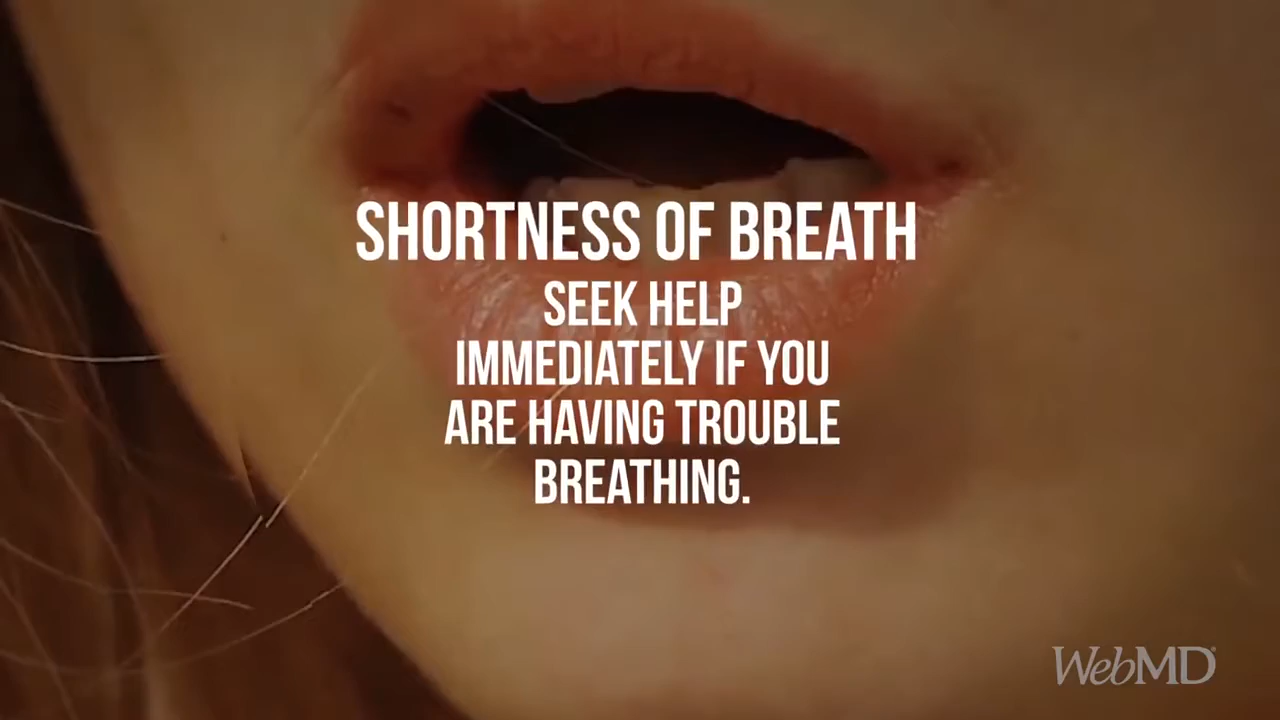 SHORTNESS OF BREATH
SEEK HELP
IMMEDIATELY IF YOU
ARE HAVING TROUBLE
BREATHING.
WebMD